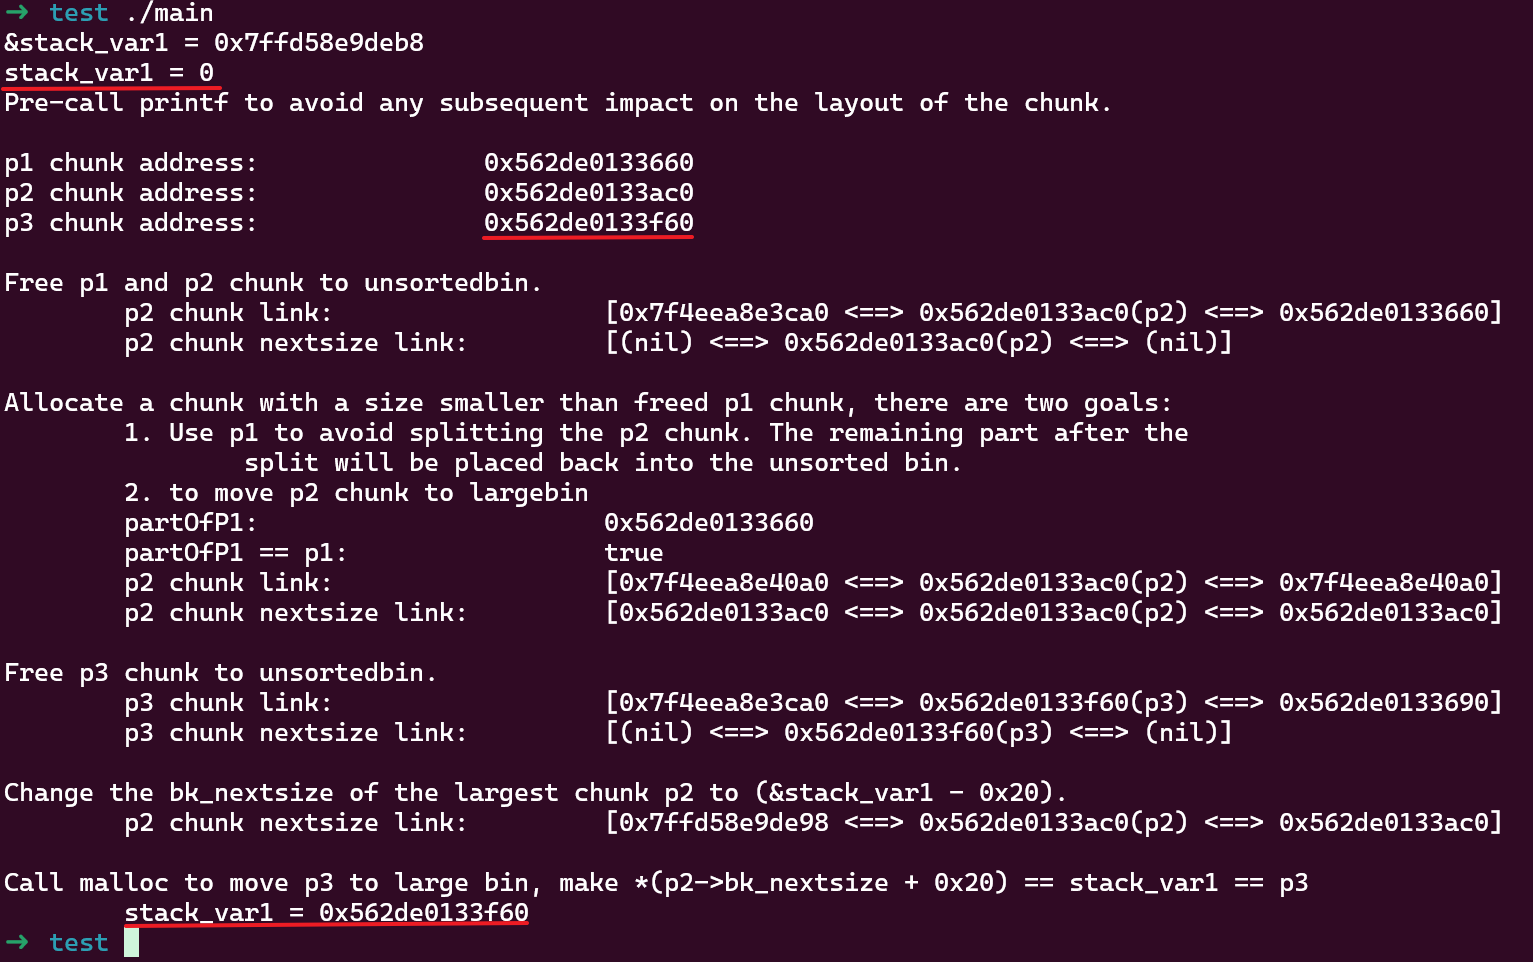 → test ./main
&stack_var1 = 0x7ffd58e9deb8
stack_var1 = 0
Pre-call printf to avoid any subsequent impact on the layout of the chunk.
p1 chunk address: 0x562de0133660
p2 chunk address: 0x562de0133ac0
p3 chunk address: 0x562de0133f60
Free p1 and p2 chunk to unsortedbin.
p2 chunk link: [0x7f4eea8e3ca0 <==> 0x562de0133ac0(p2) <==> 0x562de0133660]
p2 chunk nextsize link: [(nil) <==> 0x562de0133ac0(p2) <==> (nil)]
Allocate a chunk with a size smaller than freed p1 chunk, there are two goals:
1. Use p1 to avoid splitting the p2 chunk. The remaining part after the
split will be placed back into the unsorted bin.
2. to move p2 chunk to largebin
partOfP1: 0x562de0133660
partOfP1 == p1: true
p2 chunk link: [0x7f4eea8e40a0 <==> 0x562de0133ac0(p2) <==> 0x7f4eea8e40a0]
p2 chunk nextsize link: [0x562de0133ac0 <==> 0x562de0133ac0(p2) <==> 0x562de0133ac0]
Free p3 chunk to unsortedbin.
p3 chunk link: [0x7f4eea8e3ca0 <==> 0x562de0133f60(p3) <==> 0x562de0133690]
p3 chunk nextsize link: [(nil) <==> 0x562de0133f60(p3) <==> (nil)]
Change the bk_nextsize of the largest chunk p2 to (&stack_var1 - 0x20).
p2 chunk nextsize link: [0x7ffd58e9de98 <==> 0x562de0133ac0(p2) <==> 0x562de0133ac0]
Call malloc to move p3 to large bin, make *(p2->bk_nextsize + 0x20) == stack_var1 == p3
stack_var1 = 0x562de0133f60
→ test